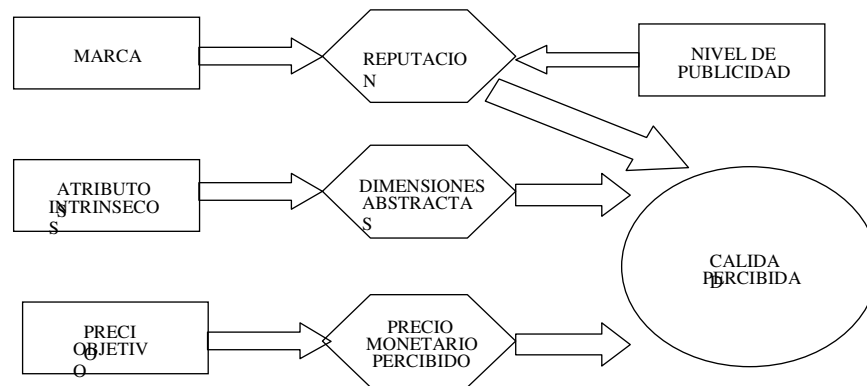 MARCA
REPUTACIO
N
NIVEL DE
PUBLICIDAD
ATRIBUTO
S
INTRINSECO
S
DIMENSIONES
ABSTRACTA
S
CALIDA
D
PERCIBIDA
PRECI
O
OBJETIV
O
PRECIO
MONETARIO
PERCIBIDO